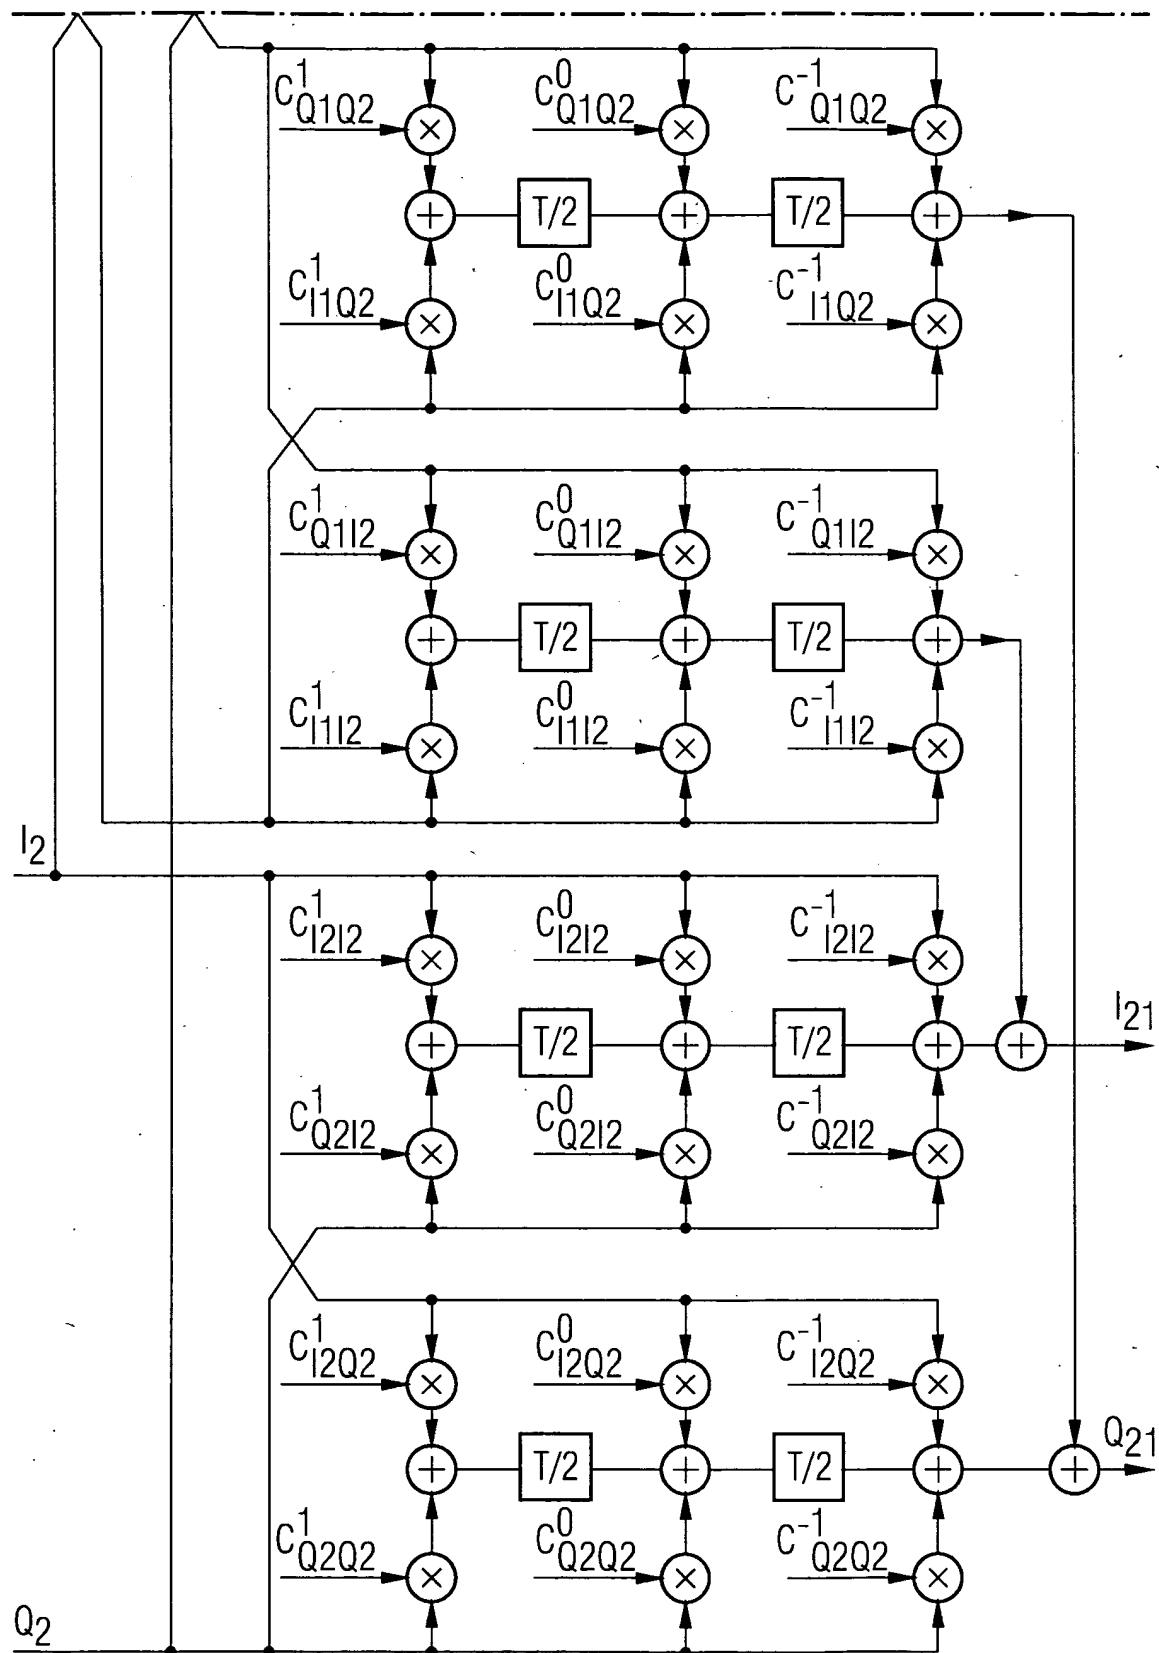 C¹Q1Q2 C⁰Q1Q2 C⁻¹Q1Q2
T/2 T/2
C¹I1Q2 C⁰I1Q2 C⁻¹I1Q2
C¹Q1I2 C⁰Q1I2 C⁻¹Q1I2
T/2 T/2
C¹I1I2 C⁰I1I2 C⁻¹I1I2
I₂
C¹I2I2 C⁰I2I2 C⁻¹I2I2
T/2 T/2 I₂₁
C¹Q2I2 C⁰Q2I2 C⁻¹Q2I2
C¹I2Q2 C⁰I2Q2 C⁻¹I2Q2
T/2 T/2 Q₂₁
C¹Q2Q2 C⁰Q2Q2 C⁻¹Q2Q2
Q₂